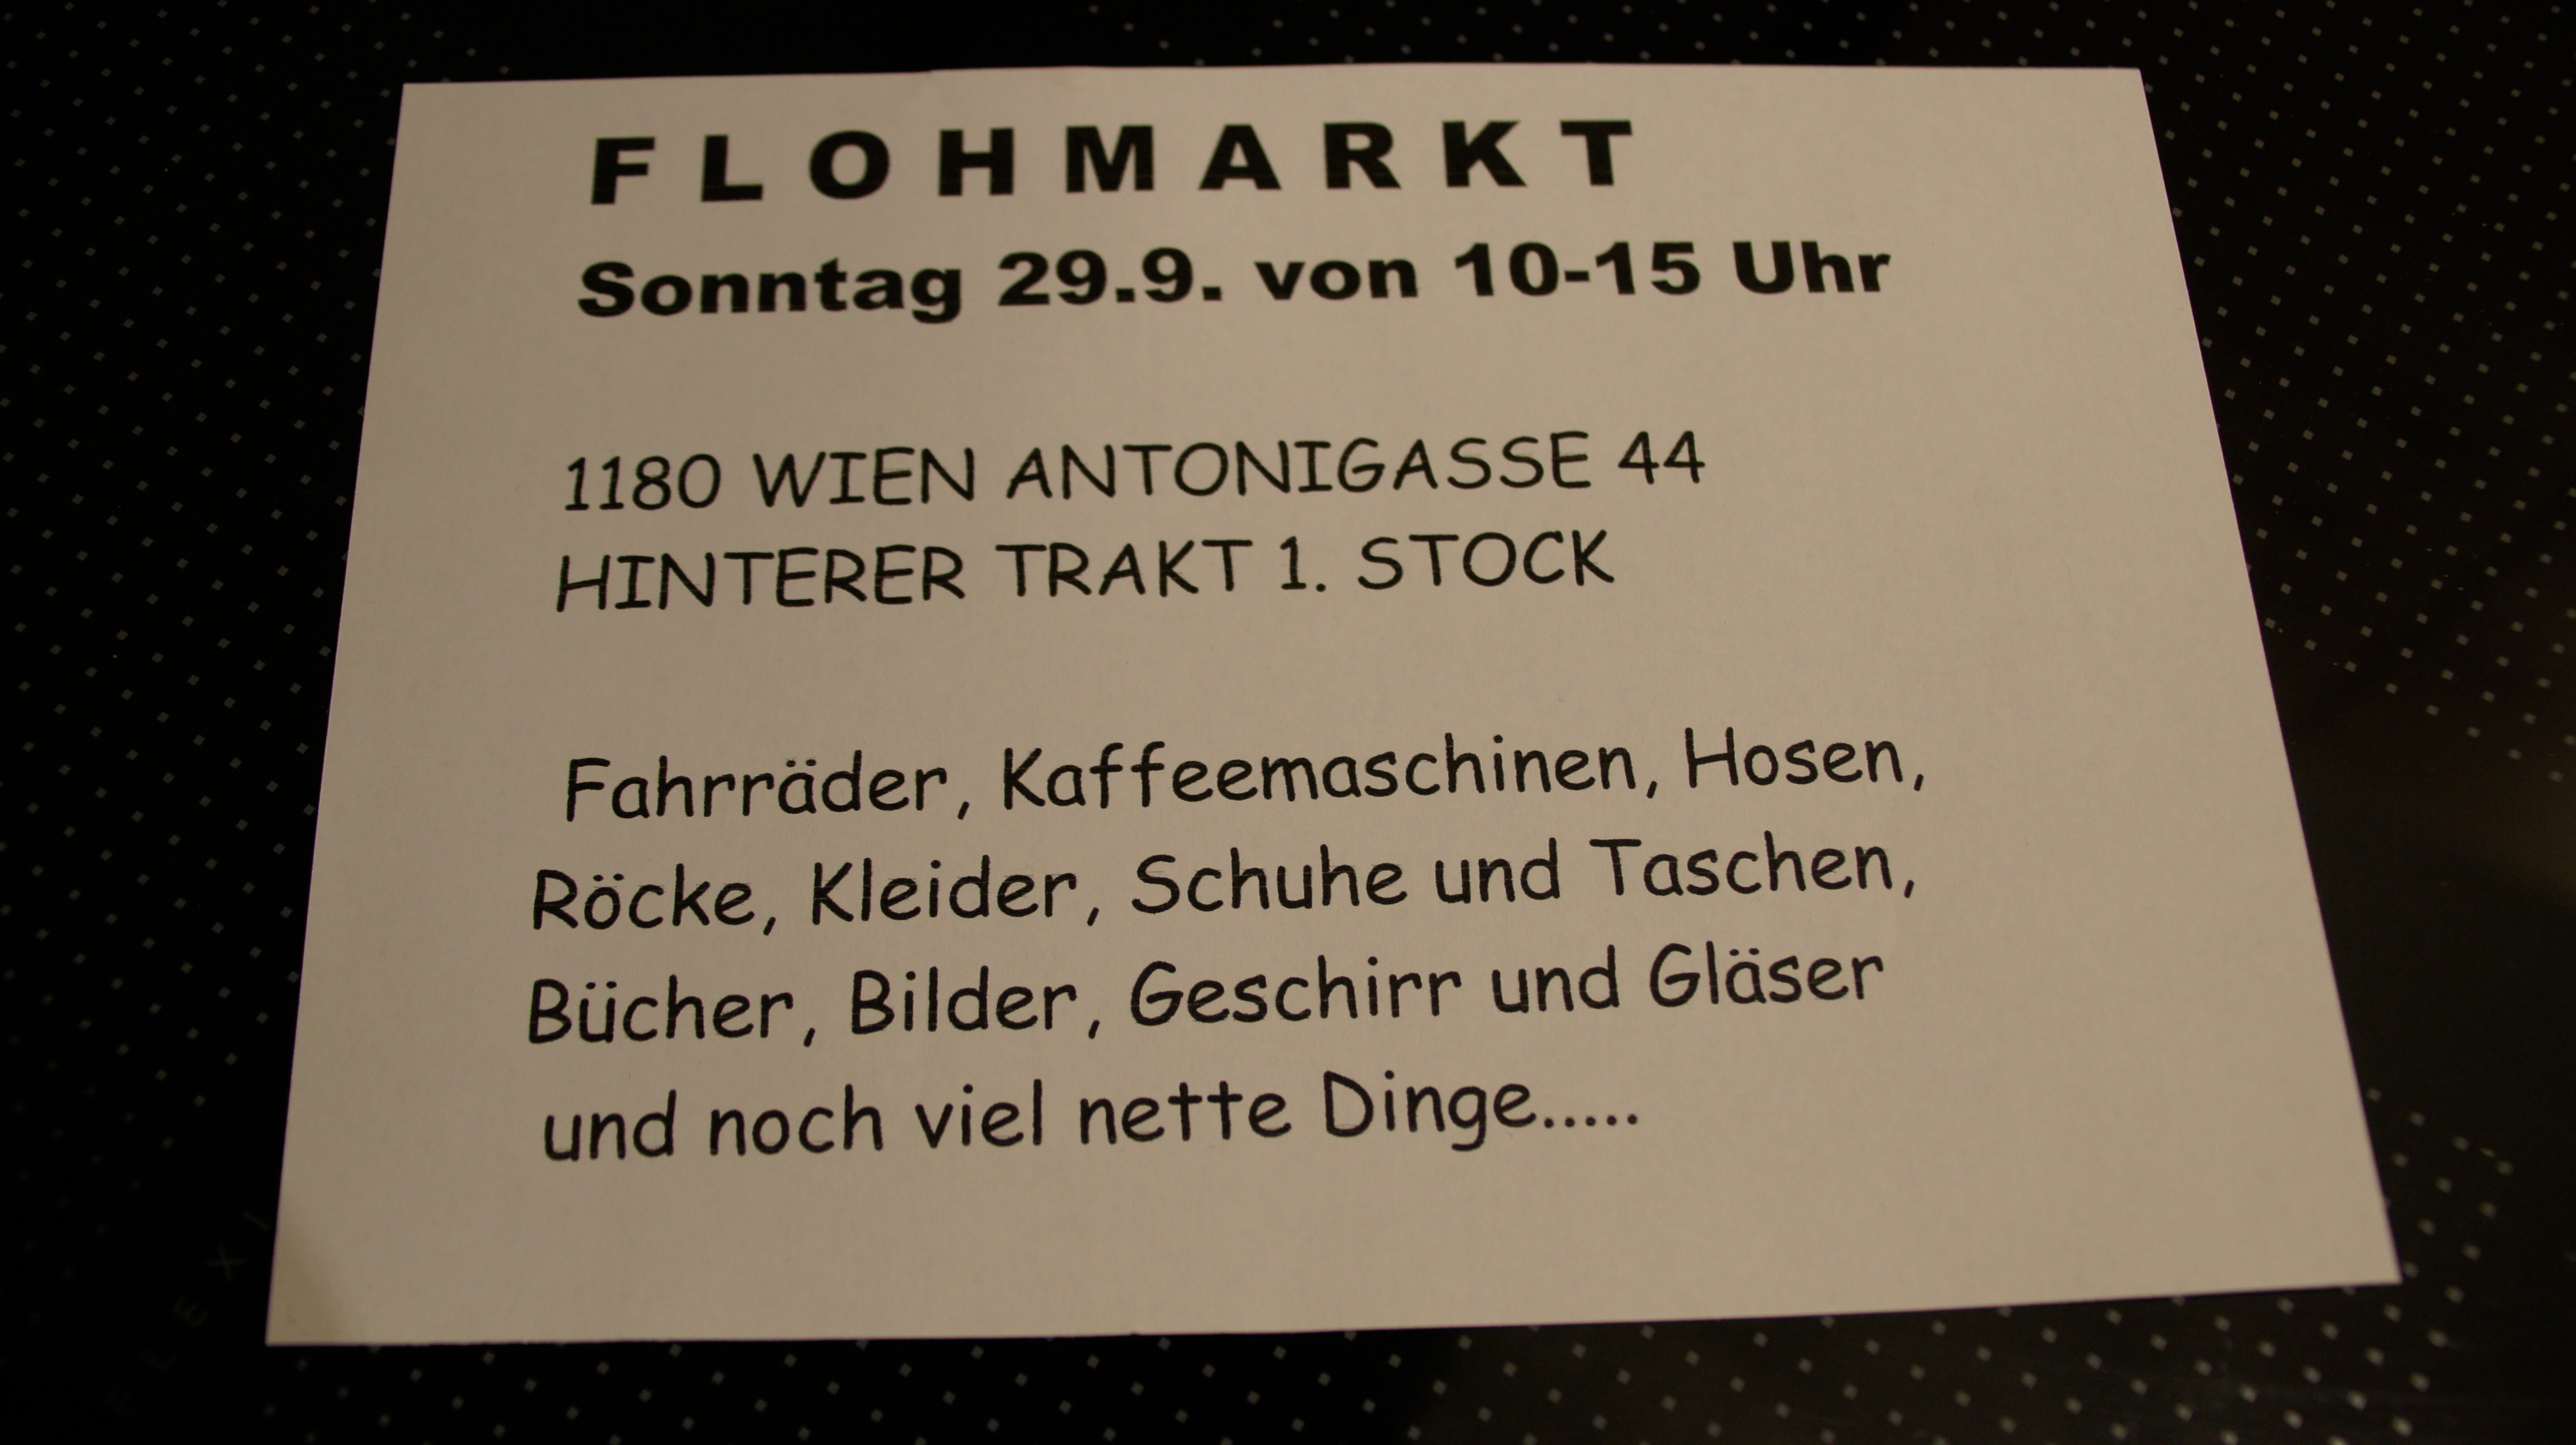 FLOHMARKT
Sonntag 29.9. von 10-15 Uhr
1180 WIEN ANTONIGASSE 44
HINTERER TRAKT 1. STOCK
Fahrräder, Kaffeemaschinen, Hosen,
Röcke, Kleider, Schuhe und Taschen,
Bücher, Bilder, Geschirr und Gläser
und noch viel nette Dinge.....